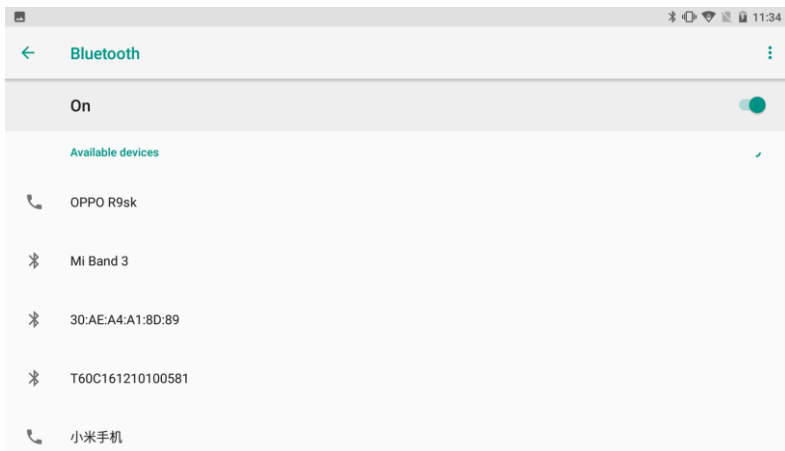 11:34
Bluetooth
On
Available devices
OPPO R9sk
Mi Band 3
30:AE:A4:A1:8D:89
T60C161210100581
小米手机